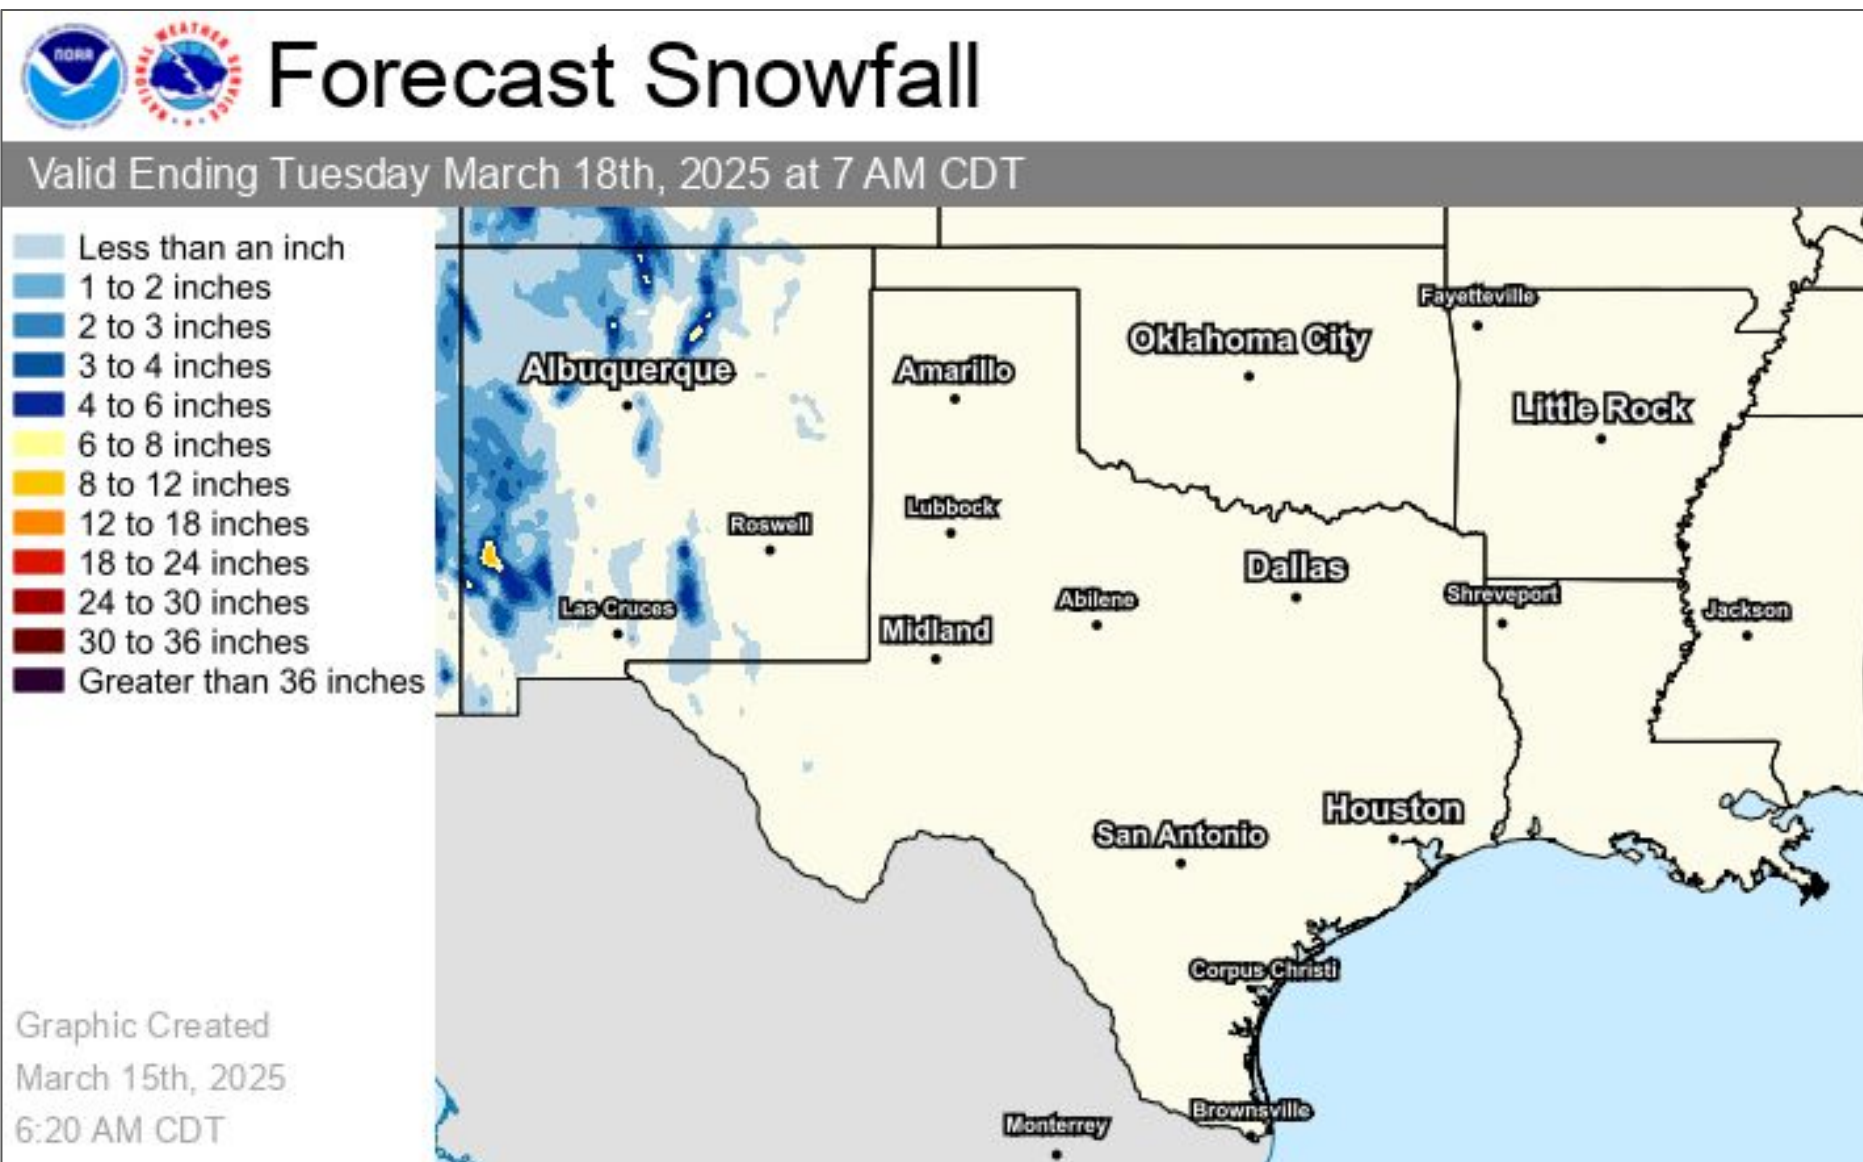 NOAA
NATIONAL WEATHER SERVICE
Forecast Snowfall
Valid Ending Tuesday March 18th, 2025 at 7 AM CDT
Less than an inch
1 to 2 inches
2 to 3 inches
3 to 4 inches
4 to 6 inches
6 to 8 inches
8 to 12 inches
12 to 18 inches
18 to 24 inches
24 to 30 inches
30 to 36 inches
Greater than 36 inches
Graphic Created
March 15th, 2025
6:20 AM CDT
Fayetteville
Oklahoma City
Albuquerque
Amarillo
Little Rock
Lubbock
Roswell
Dallas
Abilene
Shreveport
Las Cruces
Jackson
Midland
Houston
San Antonio
Corpus Christi
Brownsville
Monterrey